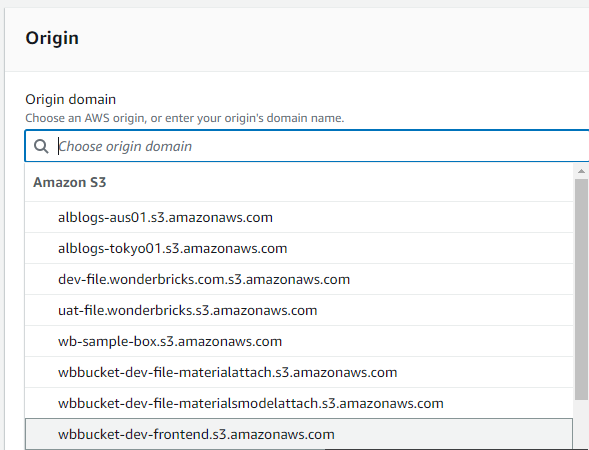 Origin
Origin domain
Choose an AWS origin, or enter your origin's domain name.
Choose origin domain
Amazon S3
alblogs-aus01.s3.amazonaws.com
alblogs-tokyo01.s3.amazonaws.com
dev-file.wonderbricks.com.s3.amazonaws.com
uat-file.wonderbricks.com.s3.amazonaws.com
wb-sample-box.s3.amazonaws.com
wbbucket-dev-file-materialattach.s3.amazonaws.com
wbbucket-dev-file-materialsmodelattach.s3.amazonaws.com
wbbucket-dev-frontend.s3.amazonaws.com